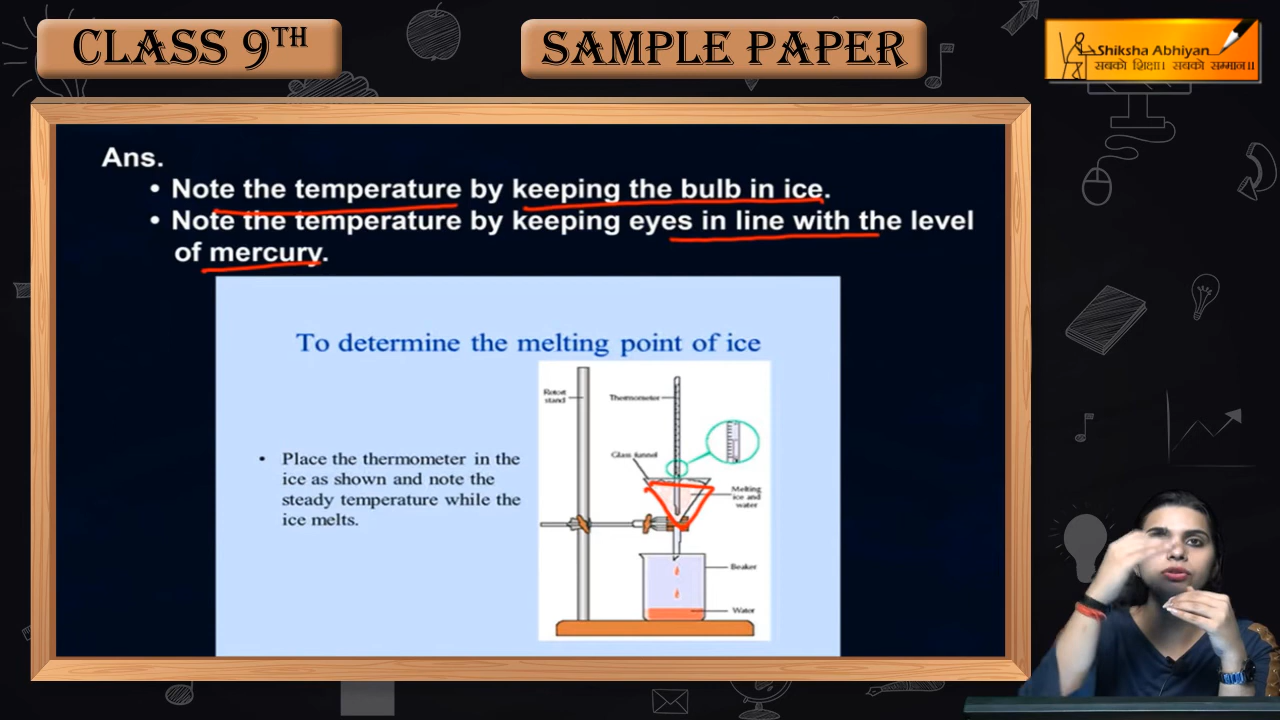 CLASS 9TH
SAMPLE PAPER
Shiksha Abhiyan
सबको शिक्षा। सबको सम्मान।।
Ans.
• Note the temperature by keeping the bulb in ice.
• Note the temperature by keeping eyes in line with the level
of mercury.
To determine the melting point of ice
• Place the thermometer in the
ice as shown and note the
steady temperature while the
ice melts.
Retort
stand
Thermometer
Glass funnel
Melting
ice and
water
Beaker
Water